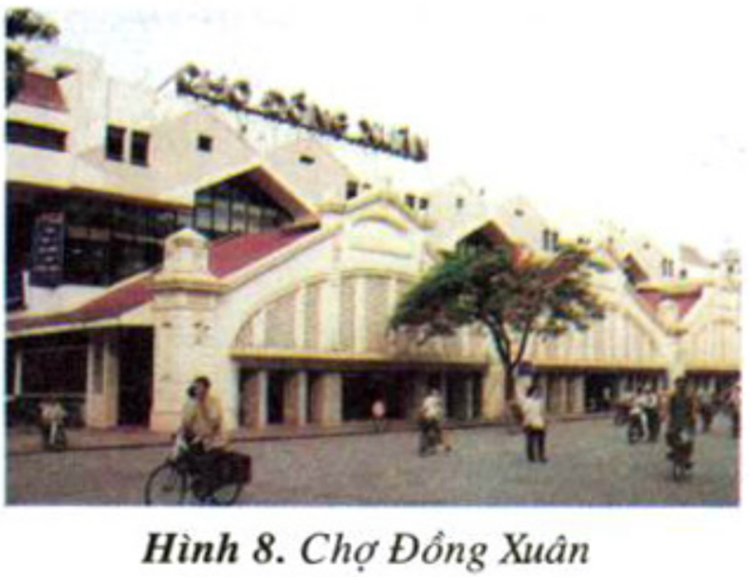 CHỢ ĐỒNG XUÂN
Hình 8. Chợ Đồng Xuân